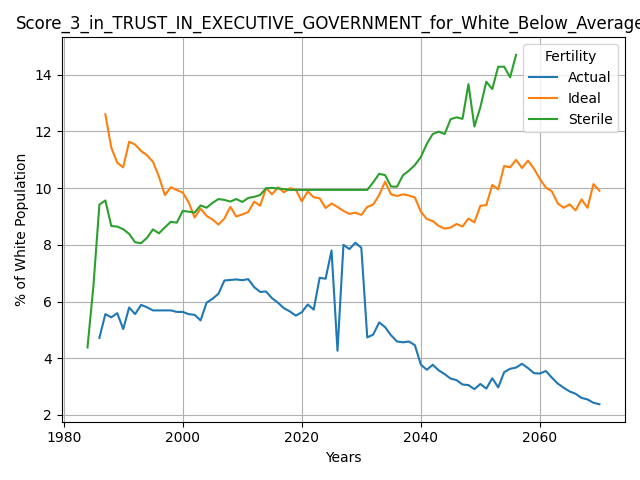 Score_3_in_TRUST_IN_EXECUTIVE_GOVERNMENT_for_White_Below_Average
Fertility
Actual
Ideal
Sterile
% of White Population
14
12
10
8
6
4
2
1980 2000 2020 2040 2060
Years